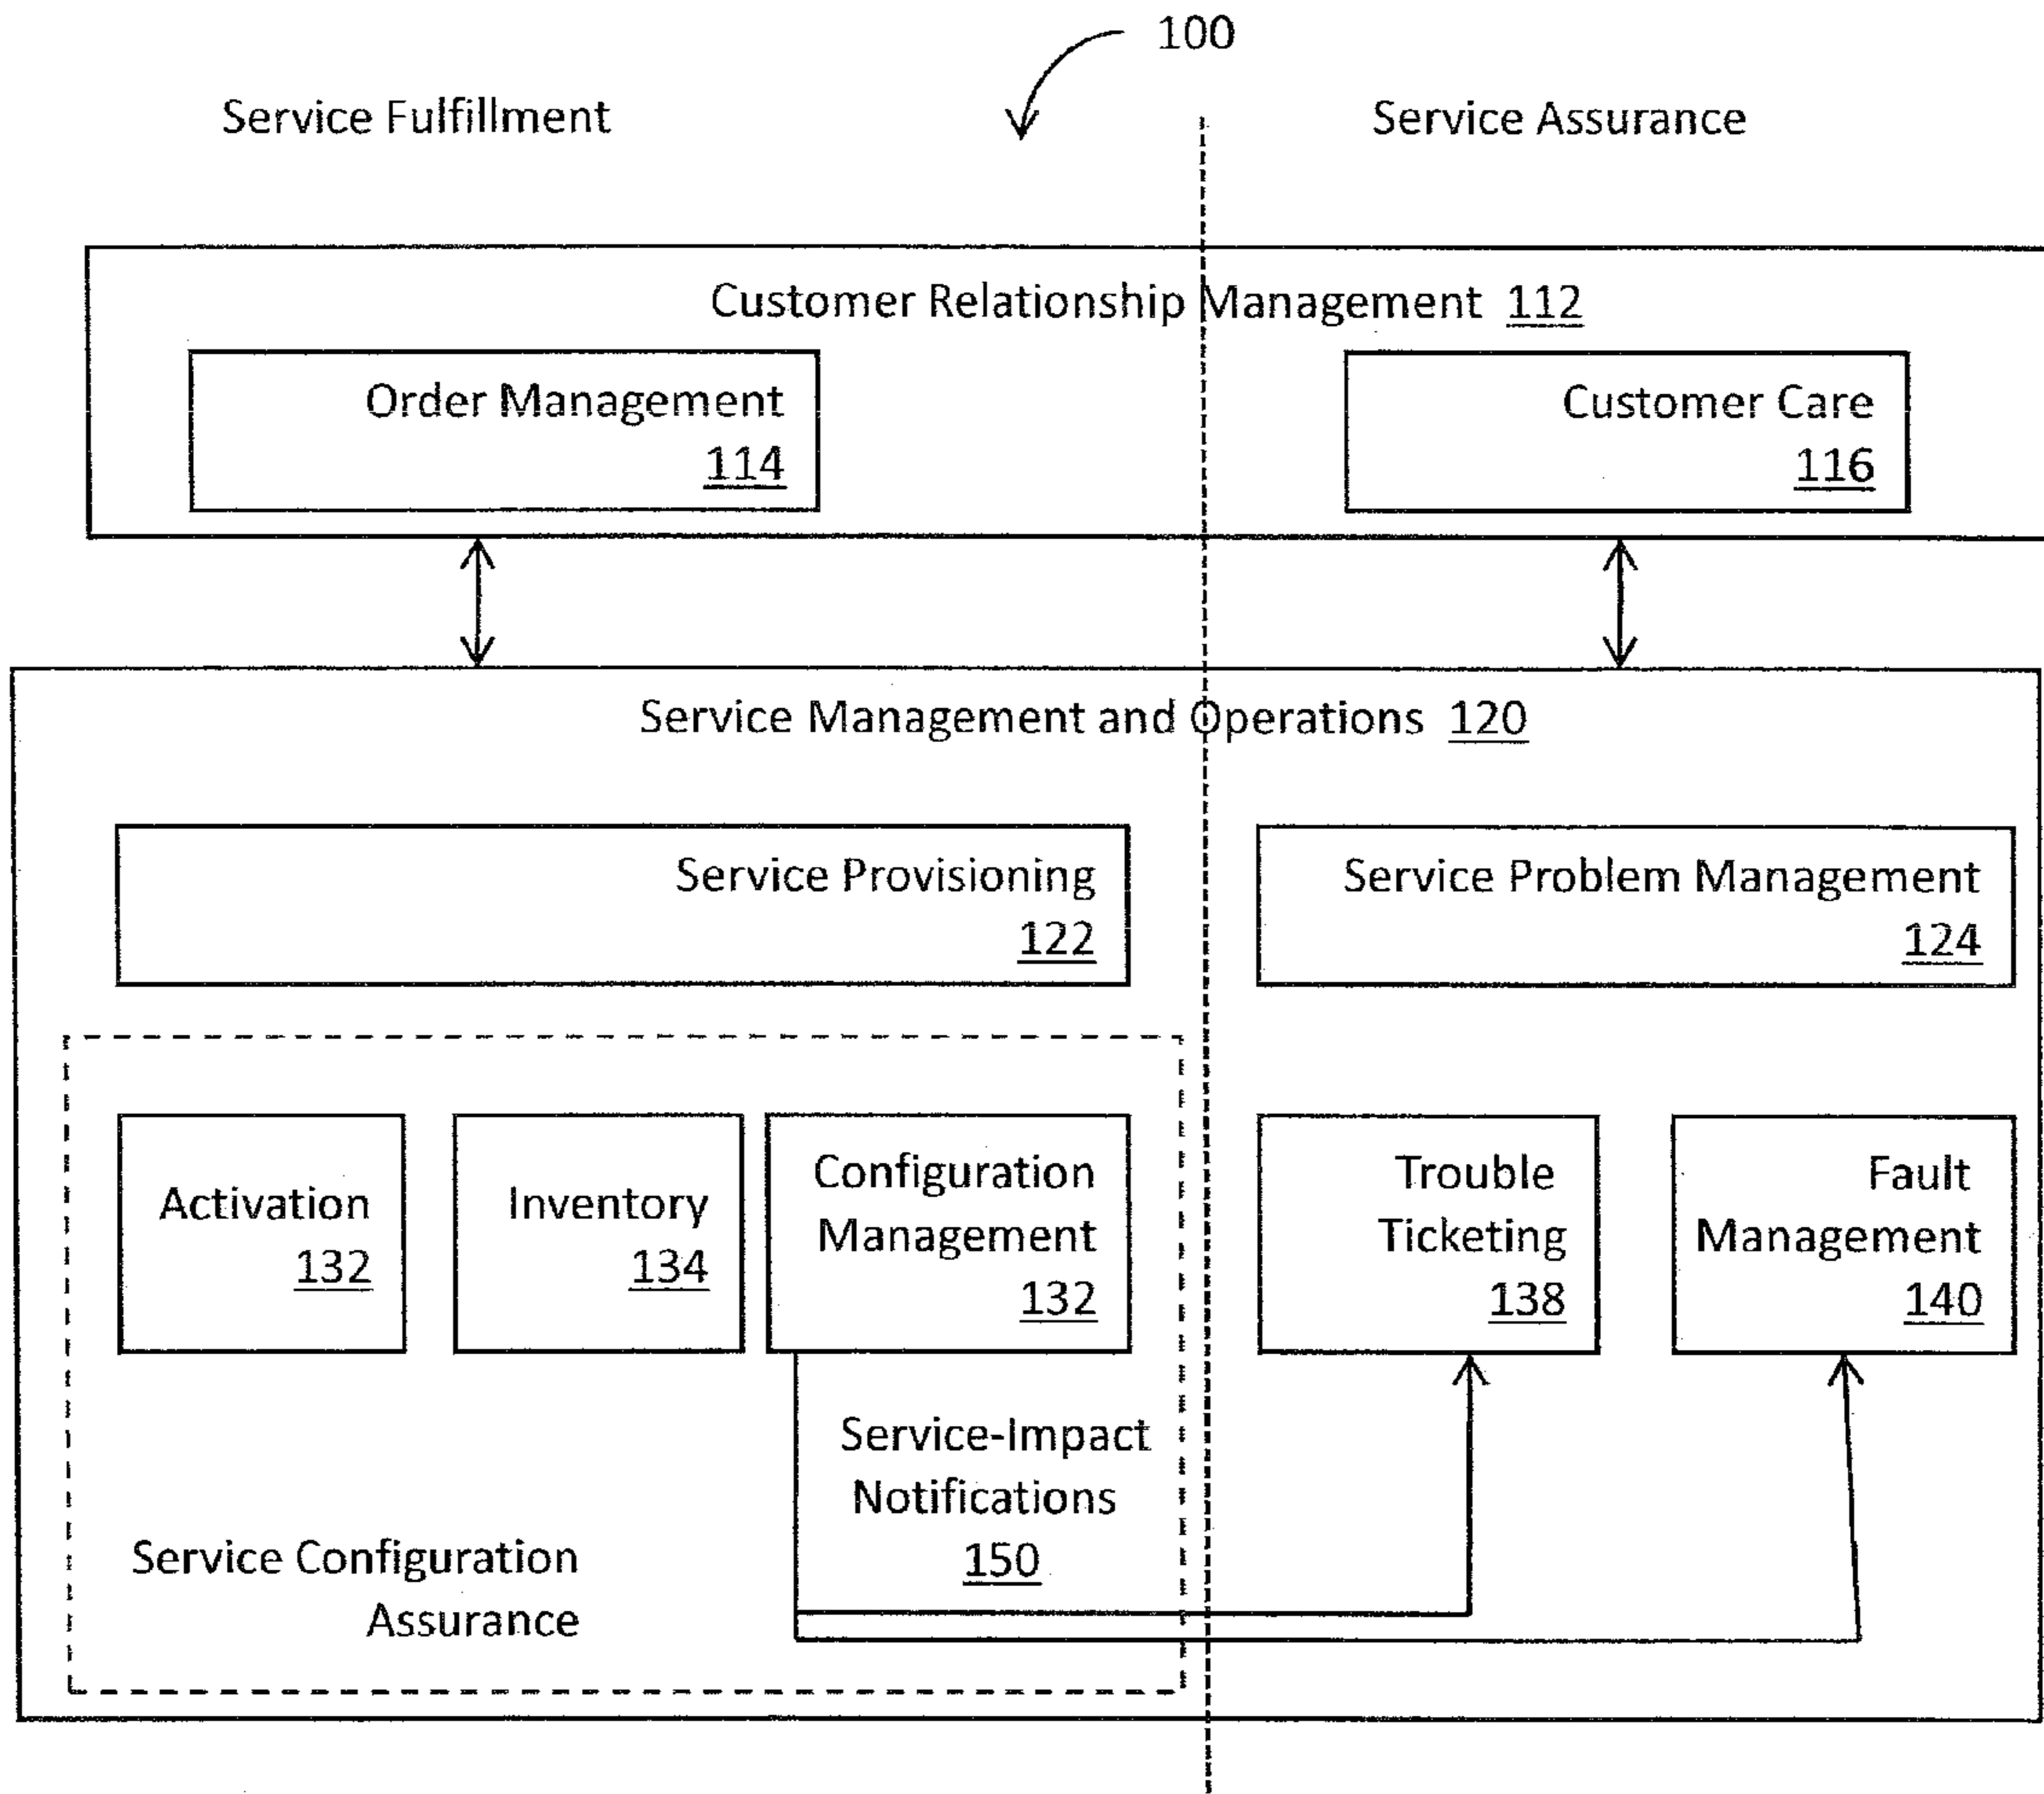 100
Service Fulfillment
Service Assurance
Customer Relationship Management 112
Order Management
114
Customer Care
116
Service Management and Operations 120
Service Provisioning
122
Service Problem Management
124
Activation
132
Inventory
134
Configuration
Management
132
Trouble
Ticketing
138
Fault
Management
140
Service-Impact
Notifications
150
Service Configuration
Assurance